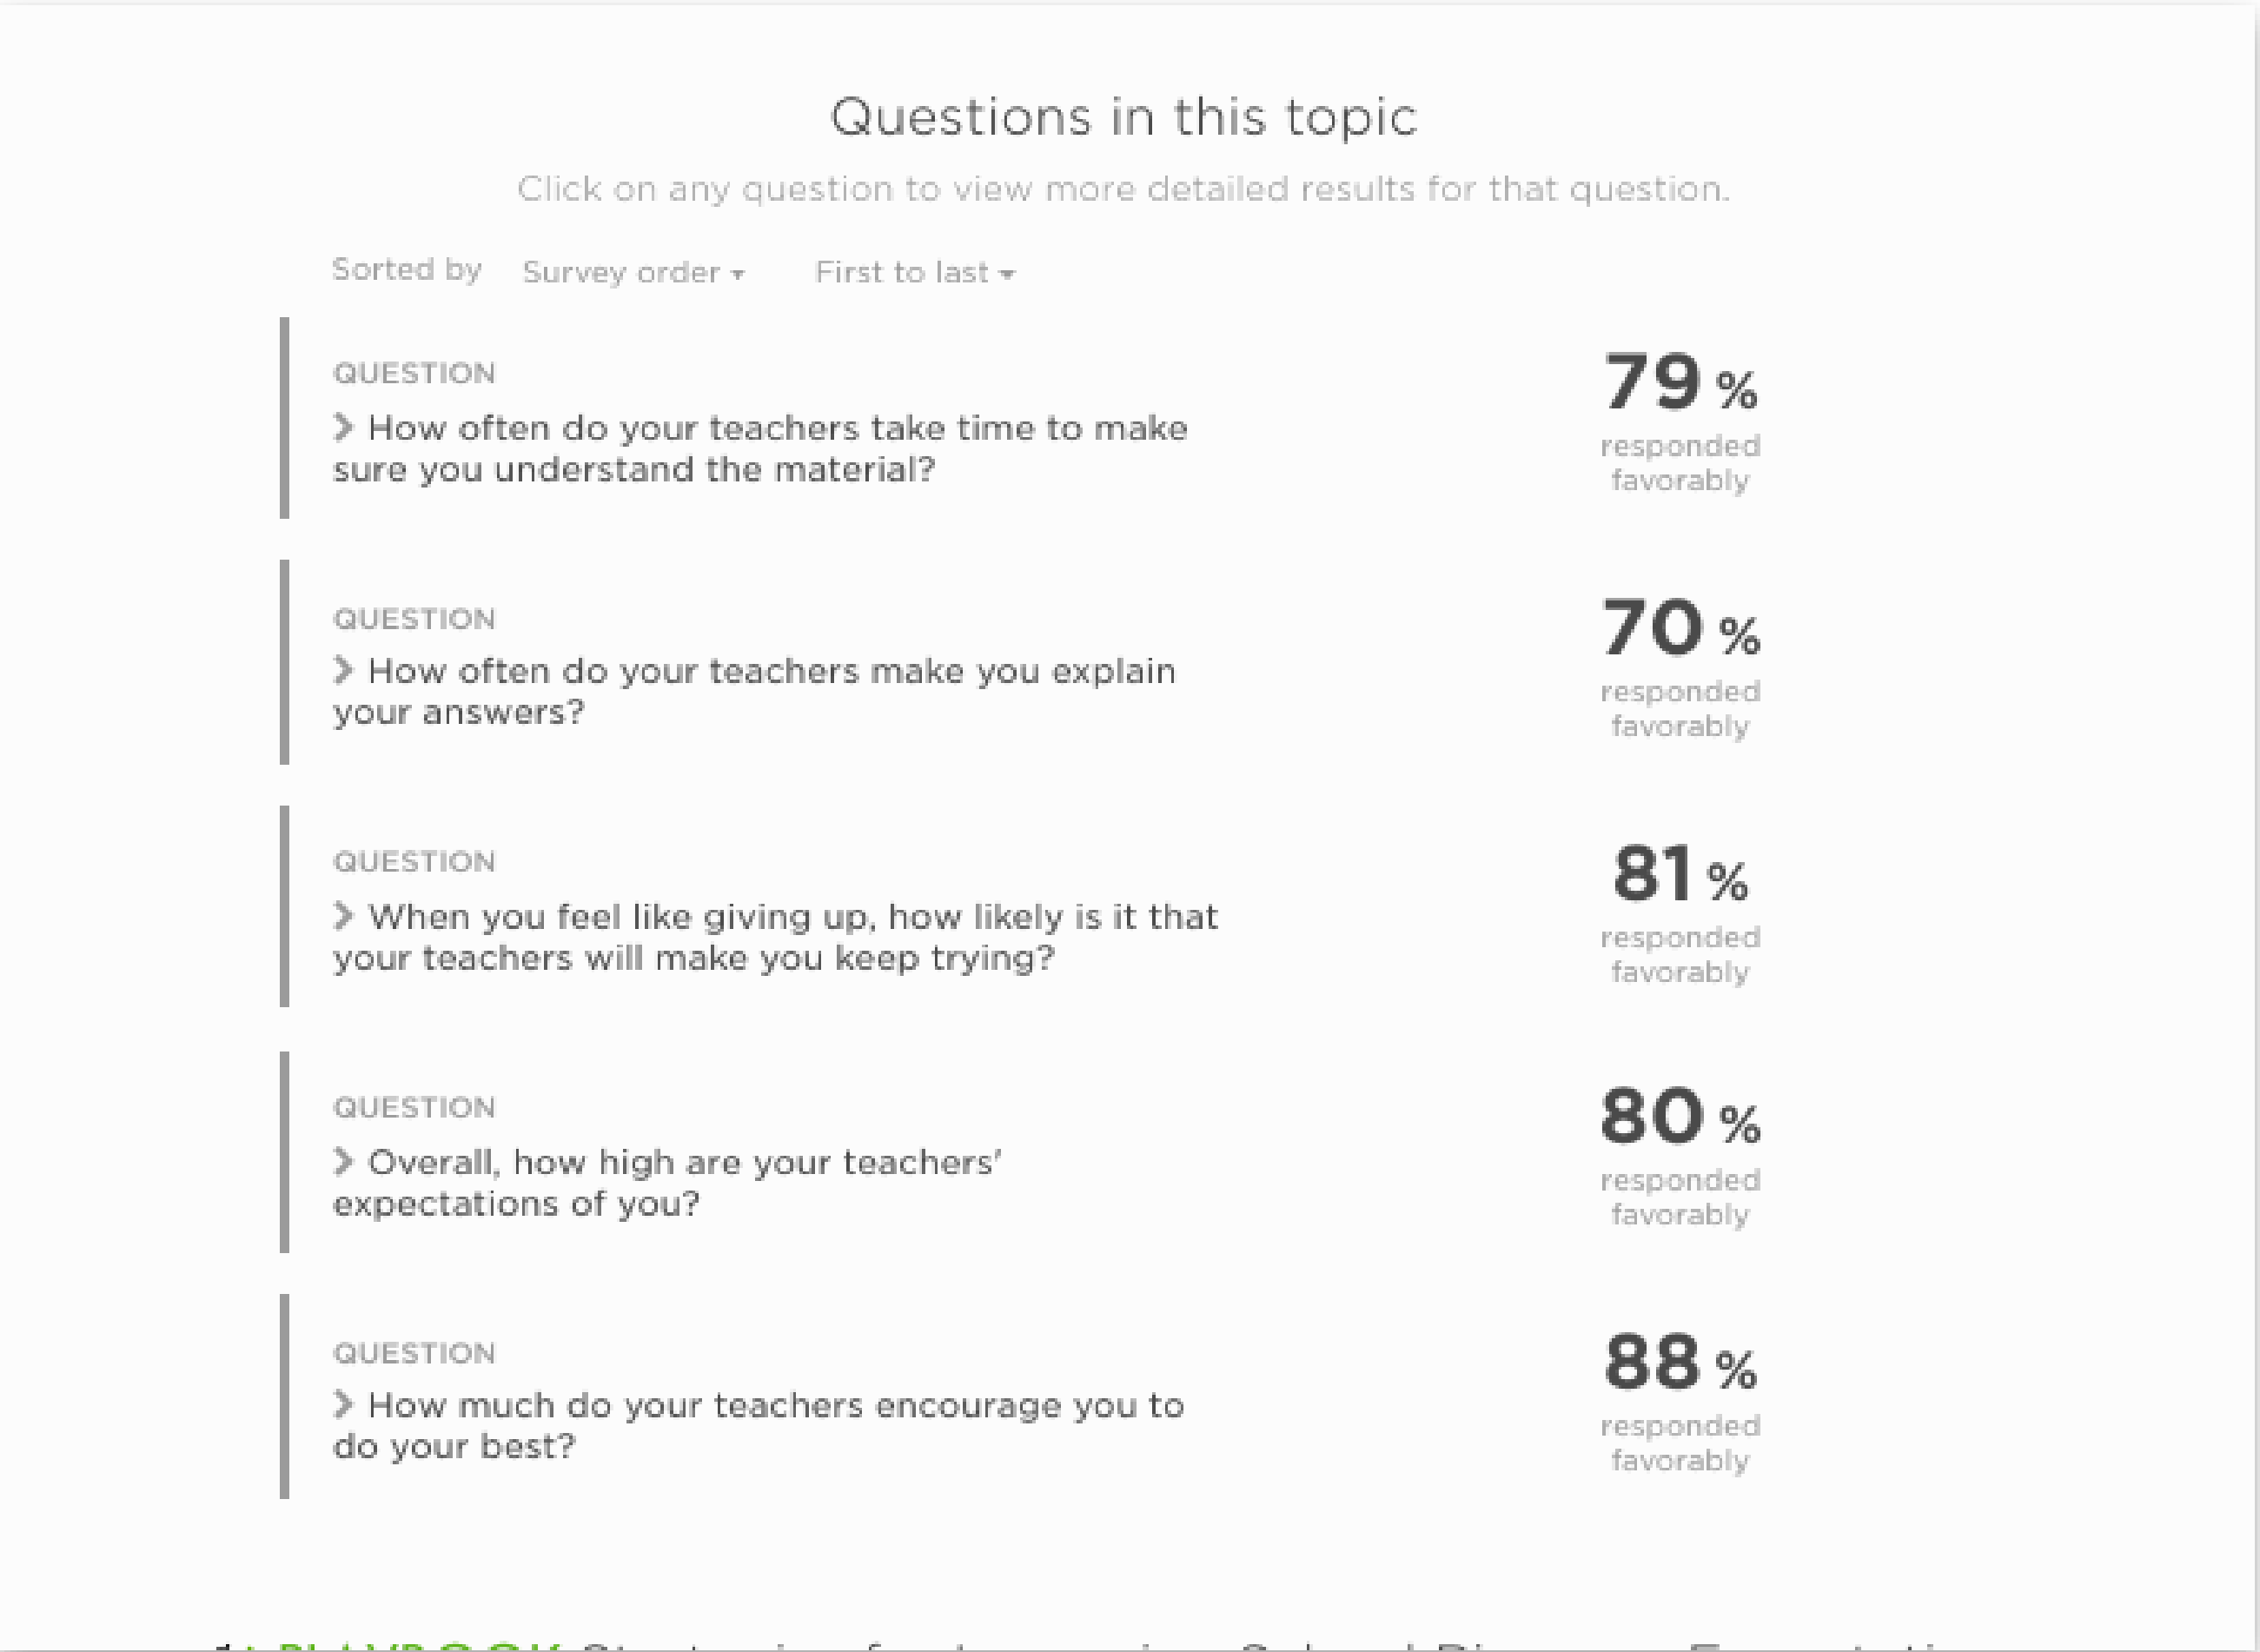 Questions in this topic
Click on any question to view more detailed results for that question.
Sorted by Survey order First to last
QUESTION
How often do your teachers take time to make
sure you understand the material?
79 %
responded
favorably
QUESTION
How often do your teachers make you explain
your answers?
70 %
responded
favorably
QUESTION
When you feel like giving up, how likely is it that
your teachers will make you keep trying?
81 %
responded
favorably
QUESTION
Overall, how high are your teachers'
expectations of you?
80 %
responded
favorably
QUESTION
How much do your teachers encourage you to
do your best?
88 %
responded
favorably